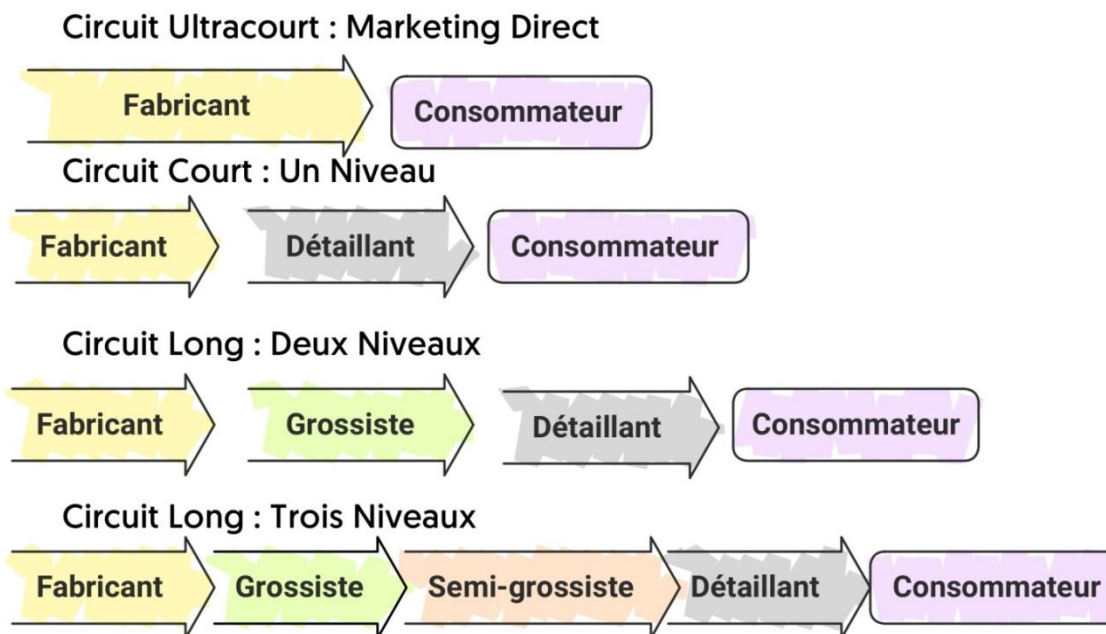 Circuit Ultracourt : Marketing Direct
Fabricant Consommateur
Circuit Court : Un Niveau
Fabricant Détaillant Consommateur
Circuit Long : Deux Niveaux
Fabricant Grossiste Détaillant Consommateur
Circuit Long : Trois Niveaux
Fabricant Grossiste Semi-grossiste Détaillant Consommateur